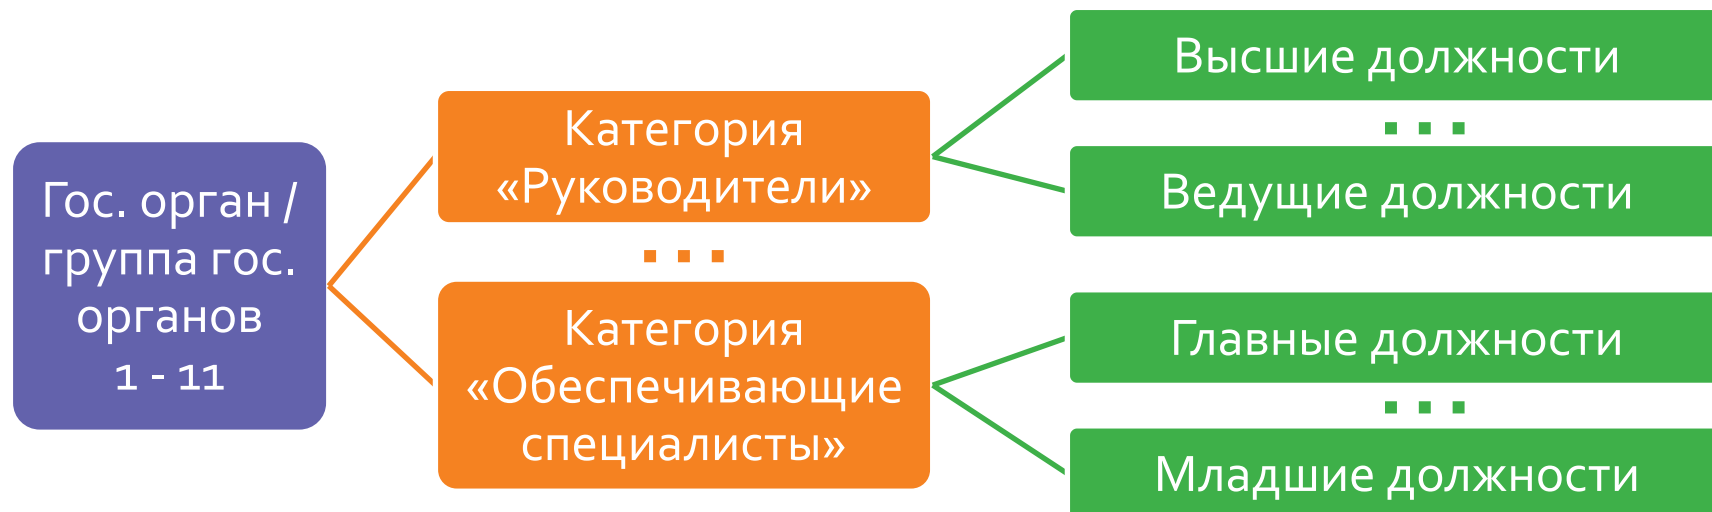 Гос. орган /
группа гос.
органов
1 - 11
Категория
«Руководители»
...
Категория
«Обеспечивающие
специалисты»
Высшие должности
...
Ведущие должности
Главные должности
...
Младшие должности